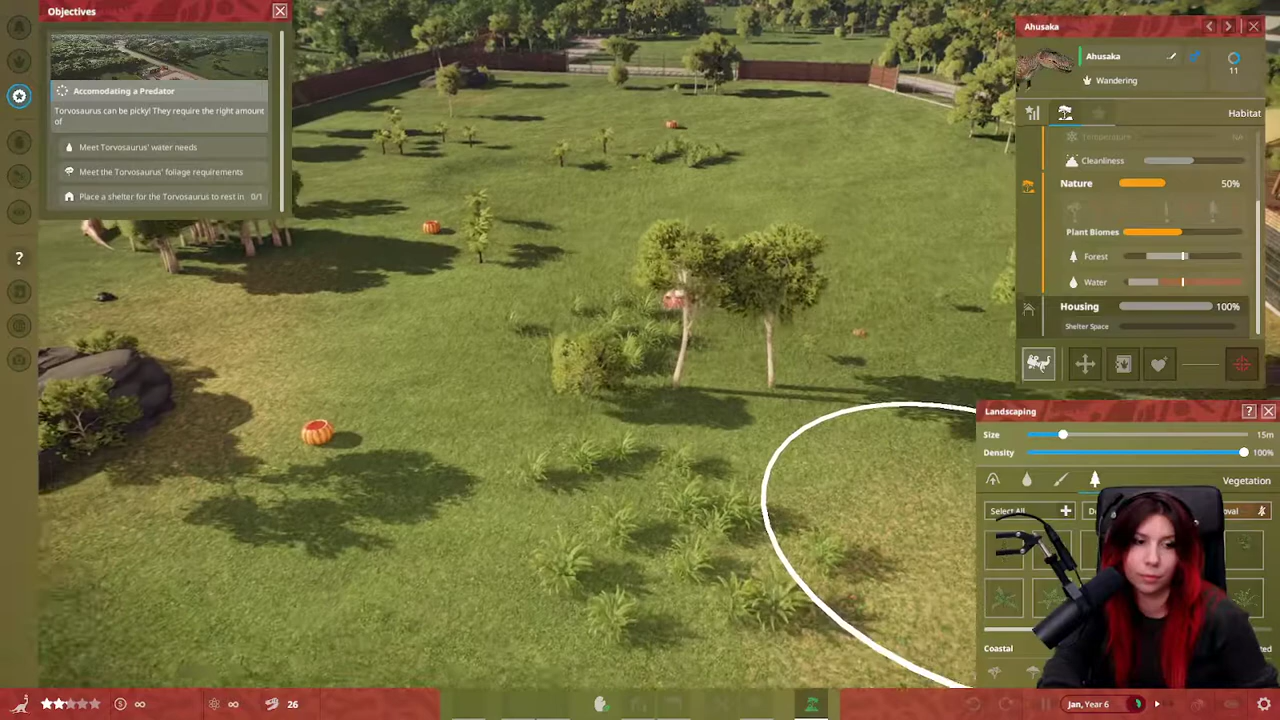 Objectives
Accomodating a Predator
Torvosaurus can be picky! They require the right amount
of
Meet Torvosaurus' water needs
Meet the Torvosaurus' foliage requirements
Place a shelter for the Torvosaurus to rest in 0/1
?
Ahusaka
Ahusaka
Wandering
11
Habitat
Temperature
Cleanliness
Nature 50%
Plant Biomes
Forest
Water
Housing 100%
Shelter Space
Landscaping ?
Size 15m
Density 100%
Vegetation
Select All
Coastal
26
Jan, Year 6